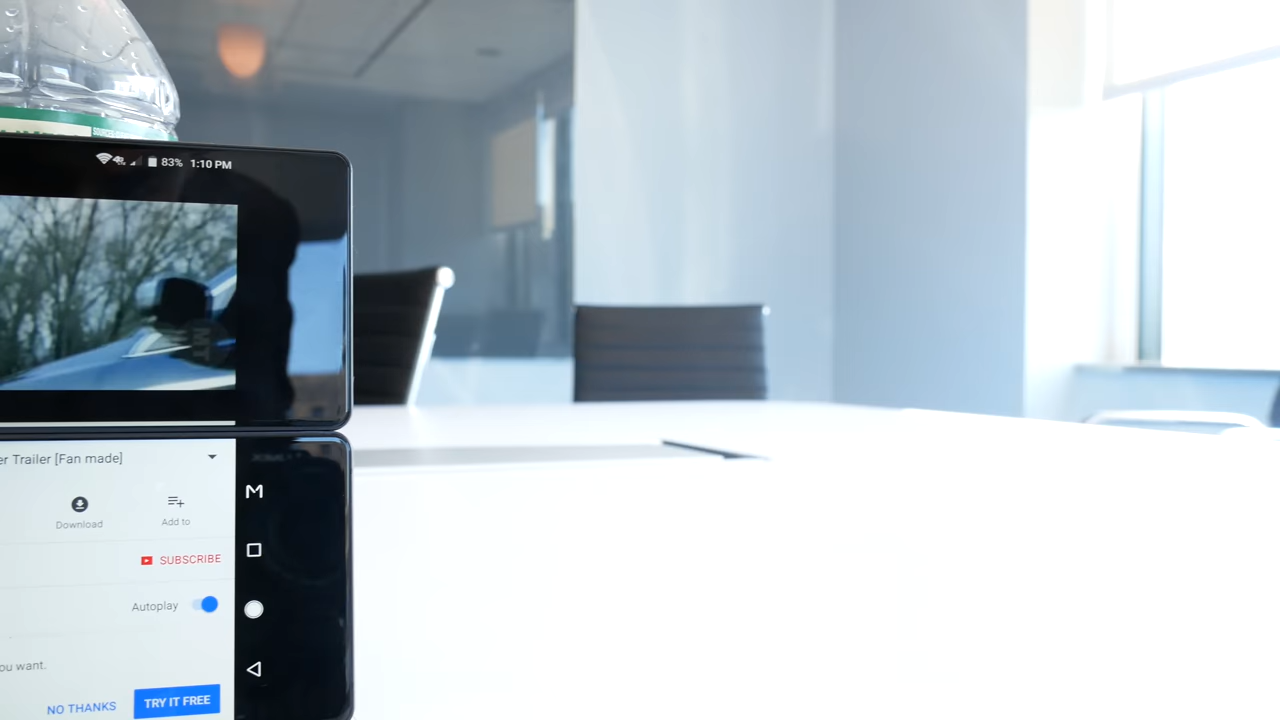 83% 1:10 PM
er Trailer [Fan made]
Download
Add to
SUBSCRIBE
Autoplay
ou want.
NO THANKS
TRY IT FREE